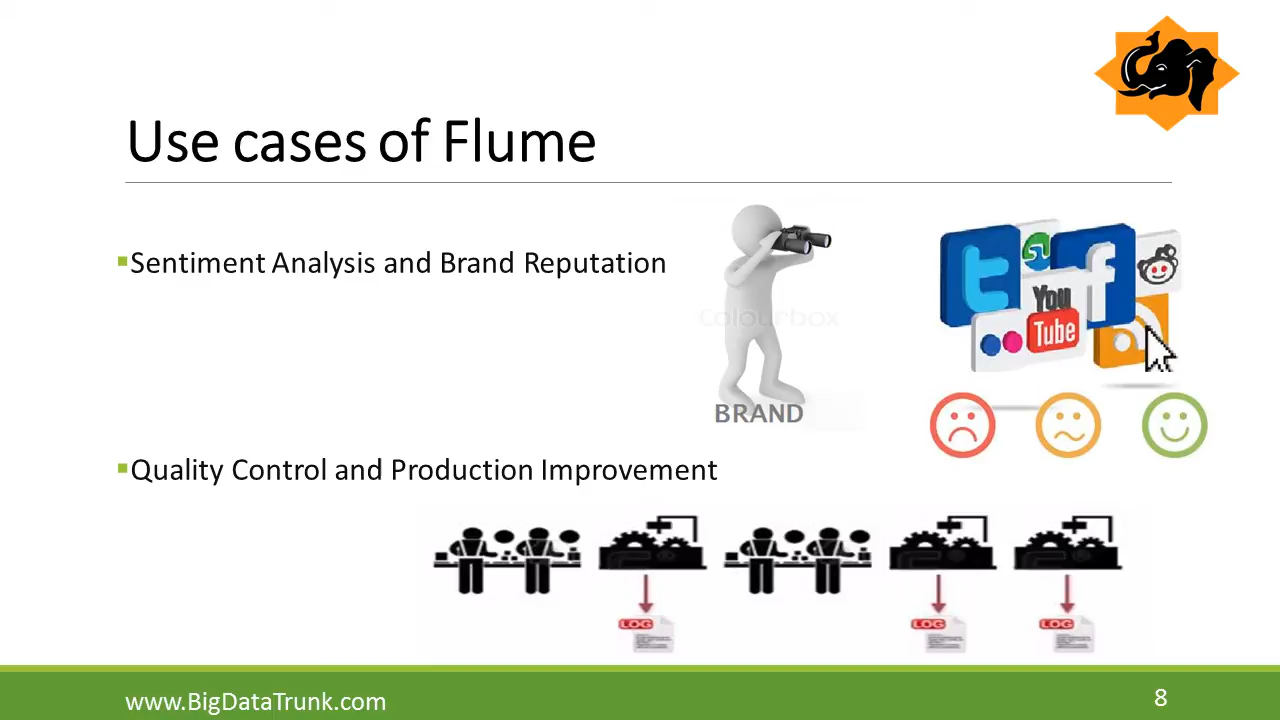 Use cases of Flume
Sentiment Analysis and Brand Reputation
Colourbox
You
Tube
BRAND
Quality Control and Production Improvement
LOG
LOG
LOG
www.BigDataTrunk.com
8